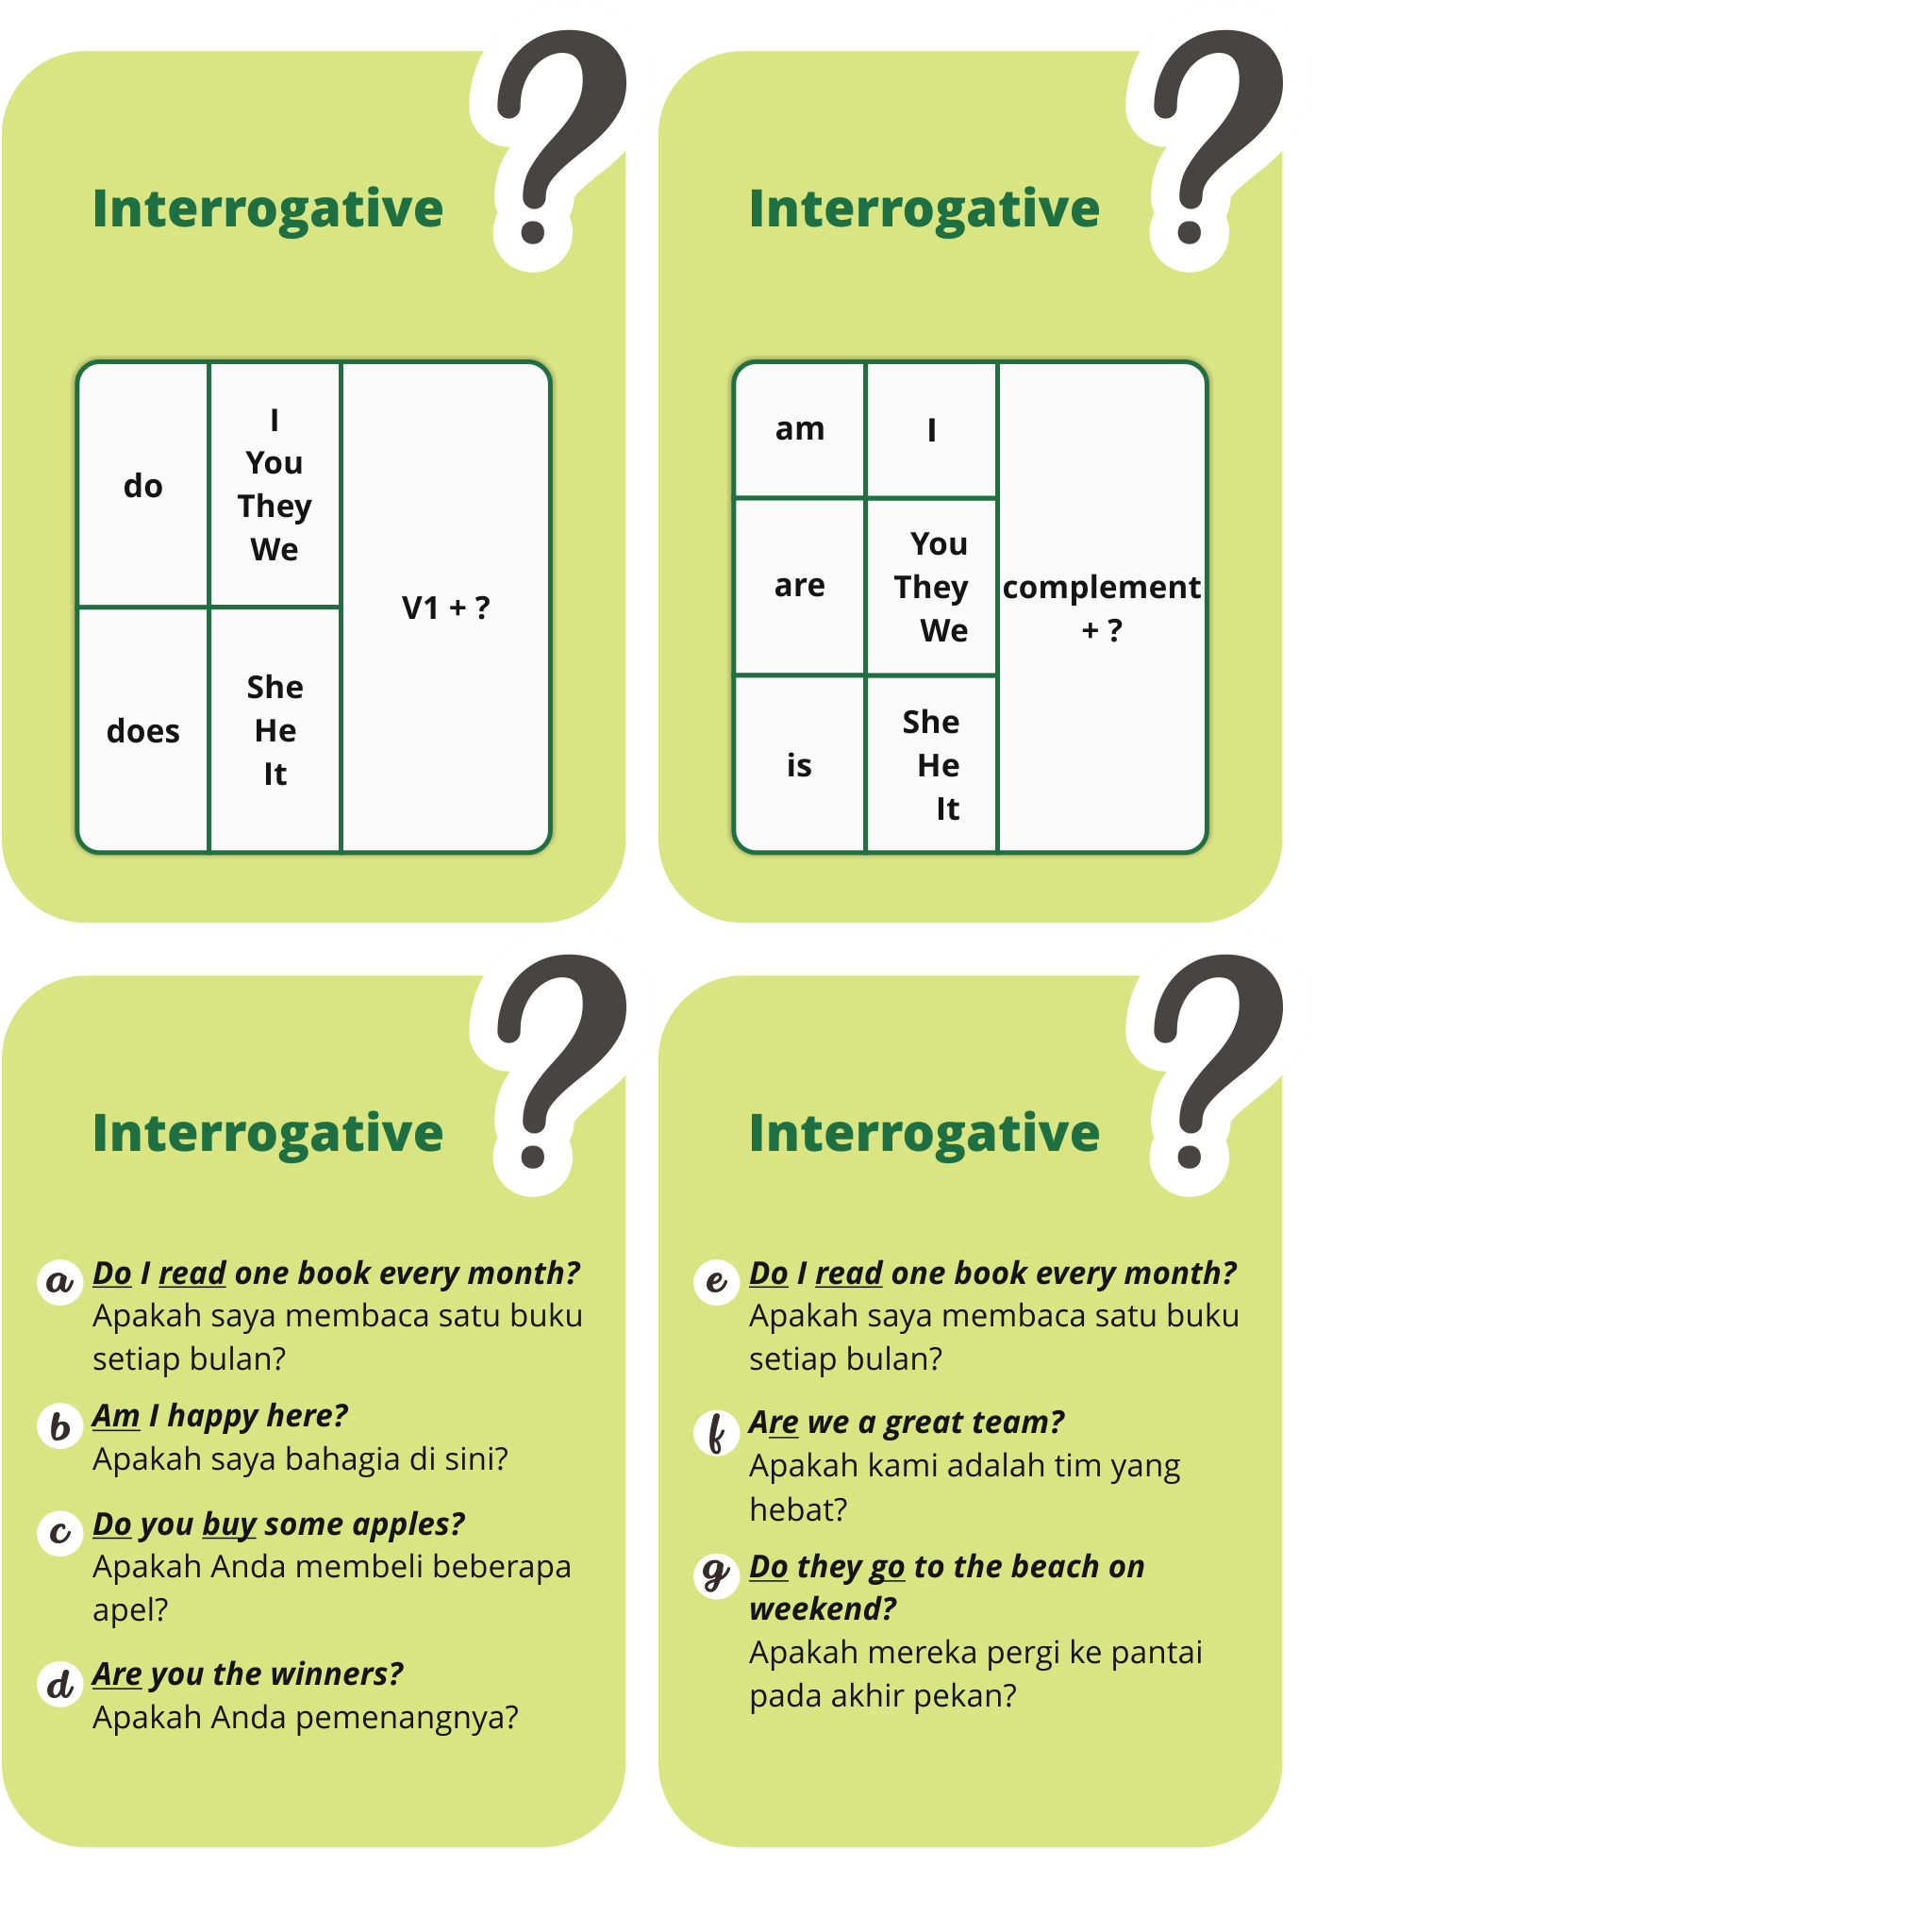 ?
Interrogative
do
I
You
They
We
does
She
He
It
V1 + ?
?
Interrogative
am
I
are
You
They
We
is
She
He
It
complement
+ ?
?
Interrogative
a
Do I read one book every month?
Apakah saya membaca satu buku
setiap bulan?
b
Am I happy here?
Apakah saya bahagia di sini?
c
Do you buy some apples?
Apakah Anda membeli beberapa
apel?
d
Are you the winners?
Apakah Anda pemenangnya?
?
Interrogative
e
Do I read one book every month?
Apakah saya membaca satu buku
setiap bulan?
f
Are we a great team?
Apakah kami adalah tim yang
hebat?
g
Do they go to the beach on
weekend?
Apakah mereka pergi ke pantai
pada akhir pekan?